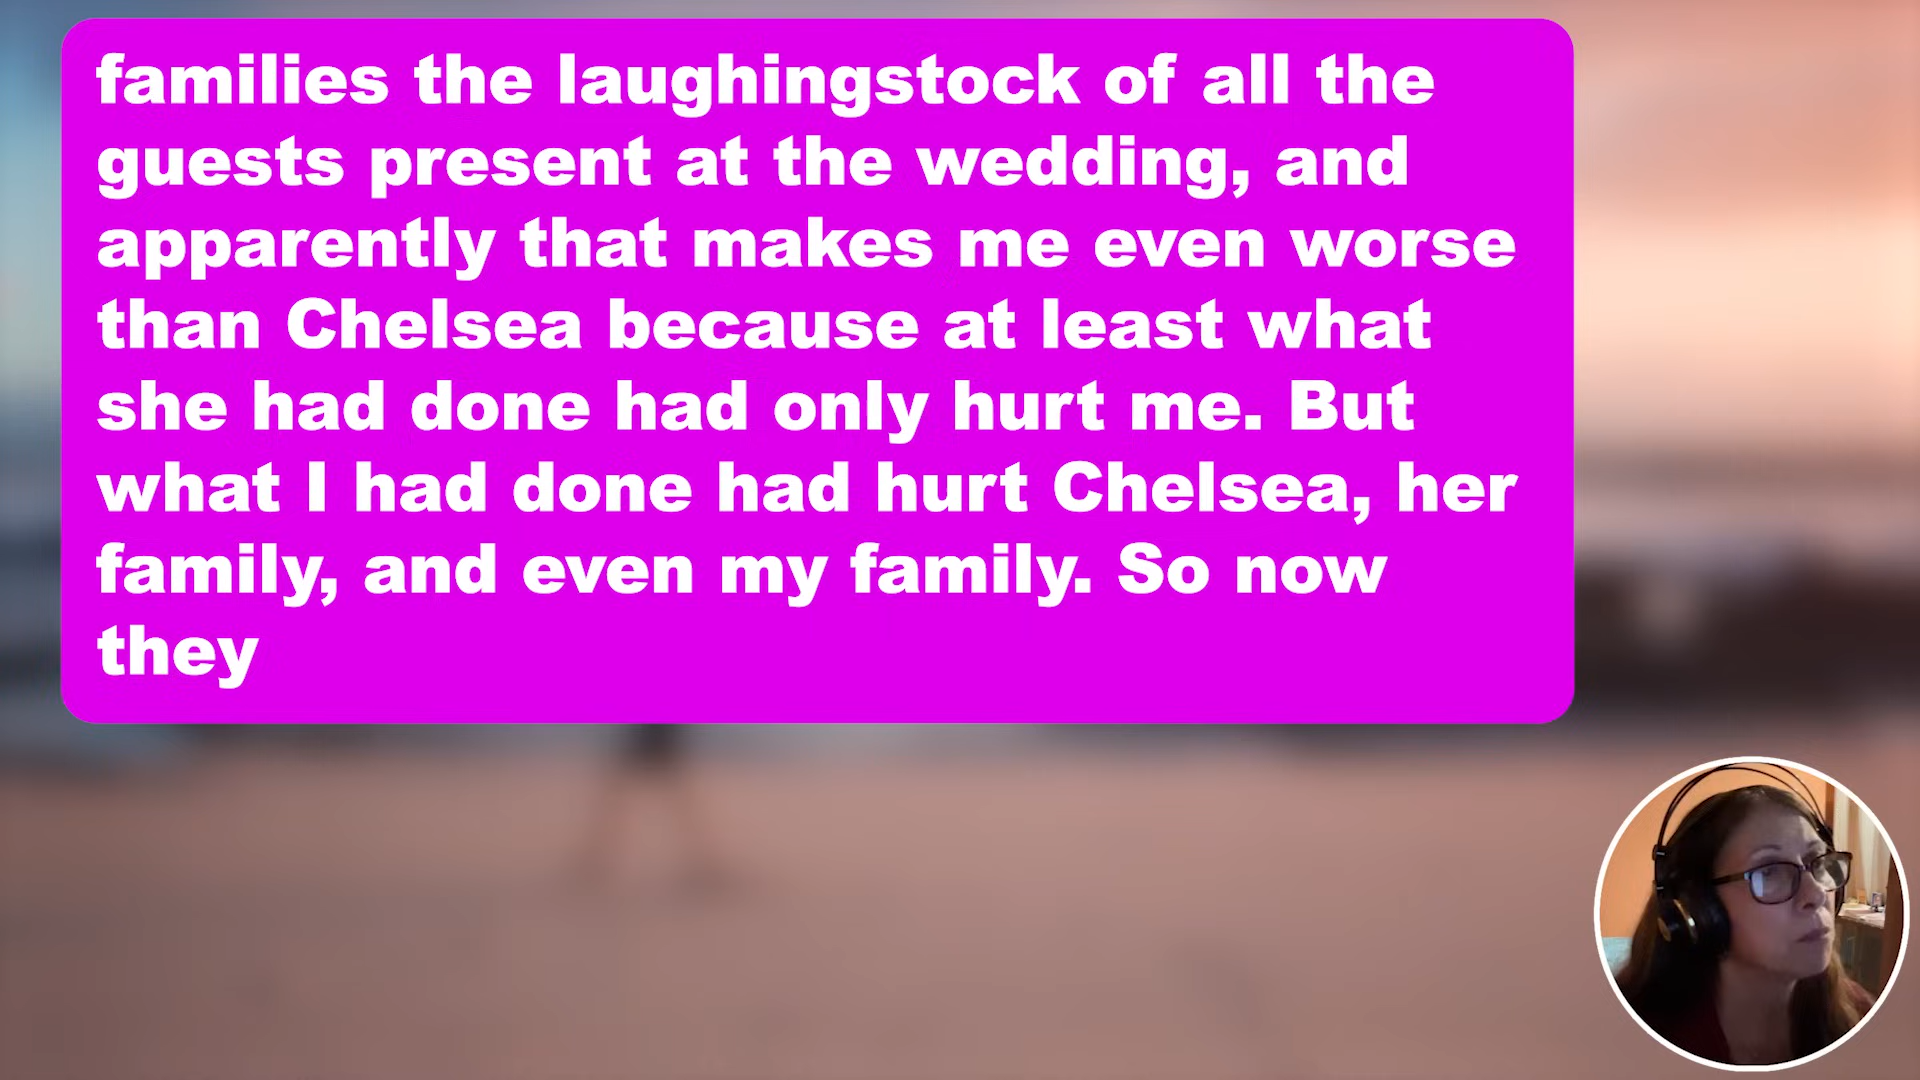 families the laughingstock of all the
guests present at the wedding, and
apparently that makes me even worse
than Chelsea because at least what
she had done had only hurt me. But
what I had done had hurt Chelsea, her
family, and even my family. So now
they